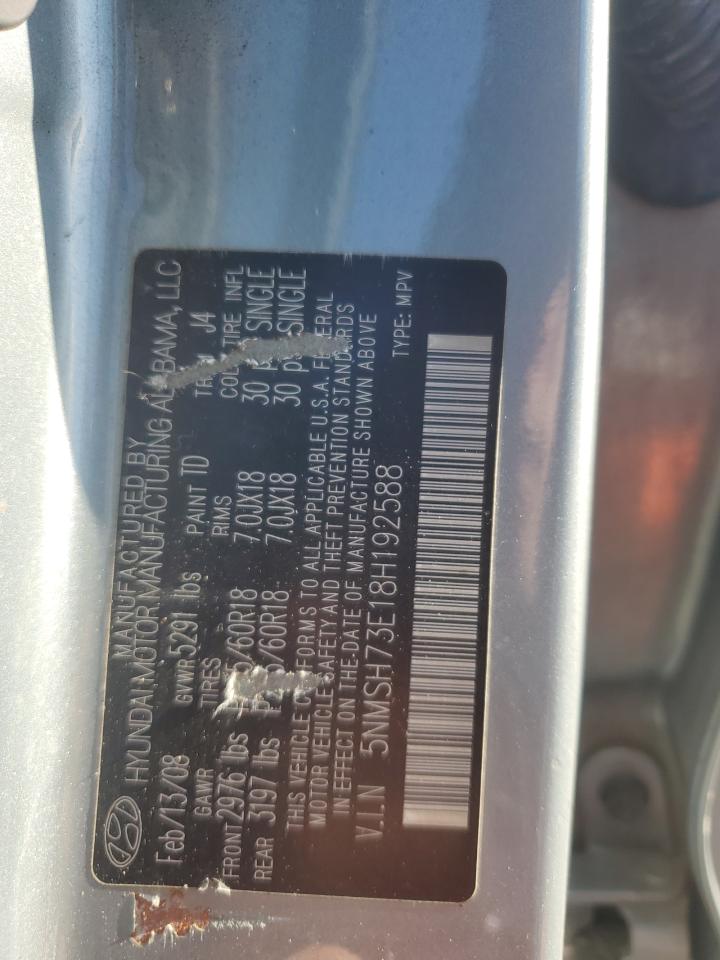 MANUFACTURED BY
HYUNDAI MOTOR MANUFACTURING ALABAMA, LLC
Feb/13/08 GWVR 5291 lbs PAINT TD J4
GAWR TIRES RIMS COLD TIRE INFL
FRONT 2976 lbs /60R18 7.0JX18 30 SINGLE
REAR 3197 lbs /60R18 7.0JX18 30 SINGLE
THIS VEHICLE CONFORMS TO ALL APPLICABLE U.S.A. FEDERAL
MOTOR VEHICLE SAFETY AND THEFT PREVENTION STANDARDS
IN EFFECT ON THE DATE OF MANUFACTURE SHOWN ABOVE
V.I.N 5NMSH73E18H192588 TYPE: MPV